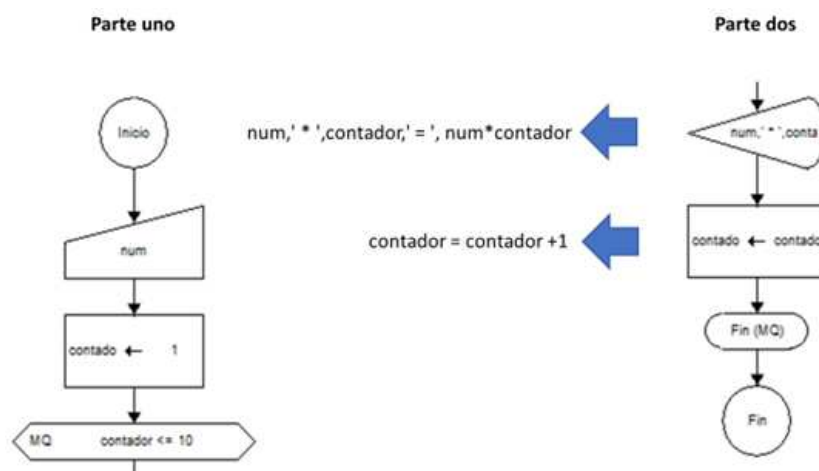 Parte uno
Inicio
num
contado ← 1
MQ contador <= 10
Parte dos
num,' * ',contador,' = ', num*contador
num,' * ',conta
contador = contador +1
contado ← contado
Fin (MQ)
Fin